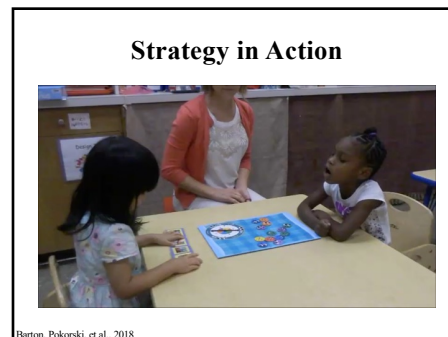 Strategy in Action
Barton, Pokorski, et al., 2018